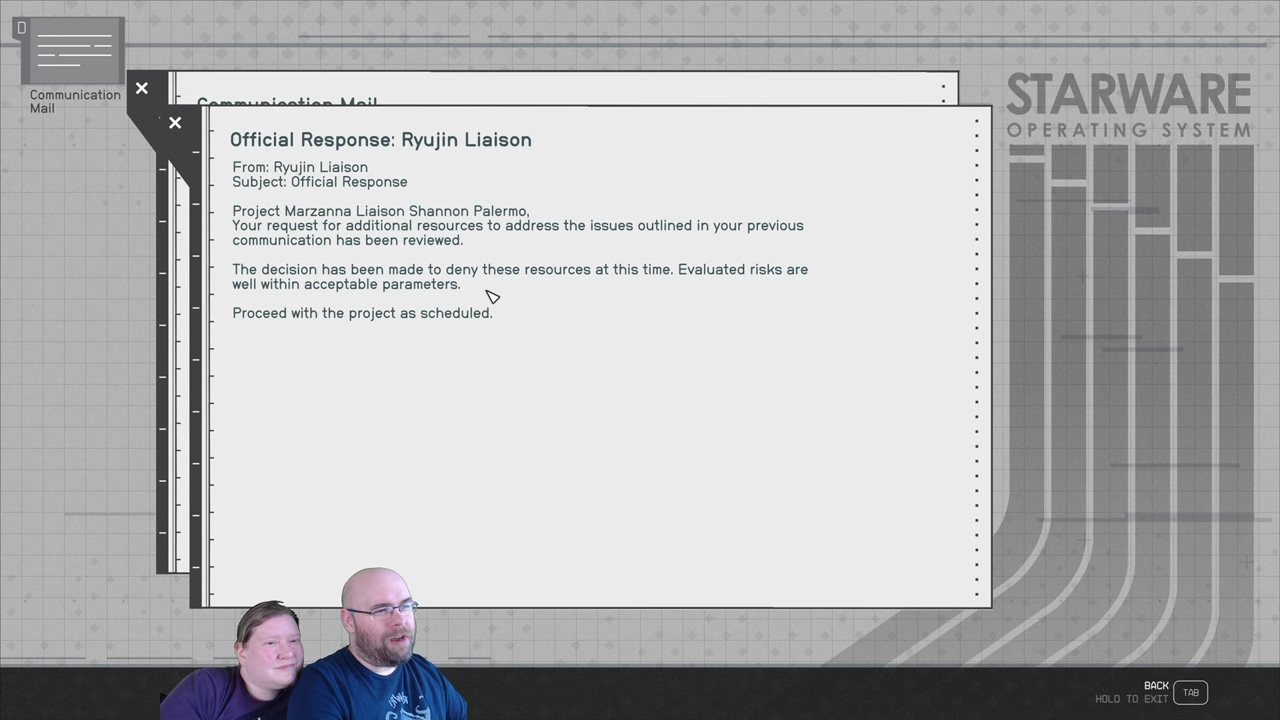 D
Communication
Mail
Communication Mail
STARWARE
OPERATING SYSTEM
Official Response: Ryujin Liaison
From: Ryujin Liaison
Subject: Official Response
Project Marzanna Liaison Shannon Palermo,
Your request for additional resources to address the issues outlined in your previous
communication has been reviewed.
The decision has been made to deny these resources at this time. Evaluated risks are
well within acceptable parameters.
Proceed with the project as scheduled.
BACK
HOLD TO EXIT
TAB